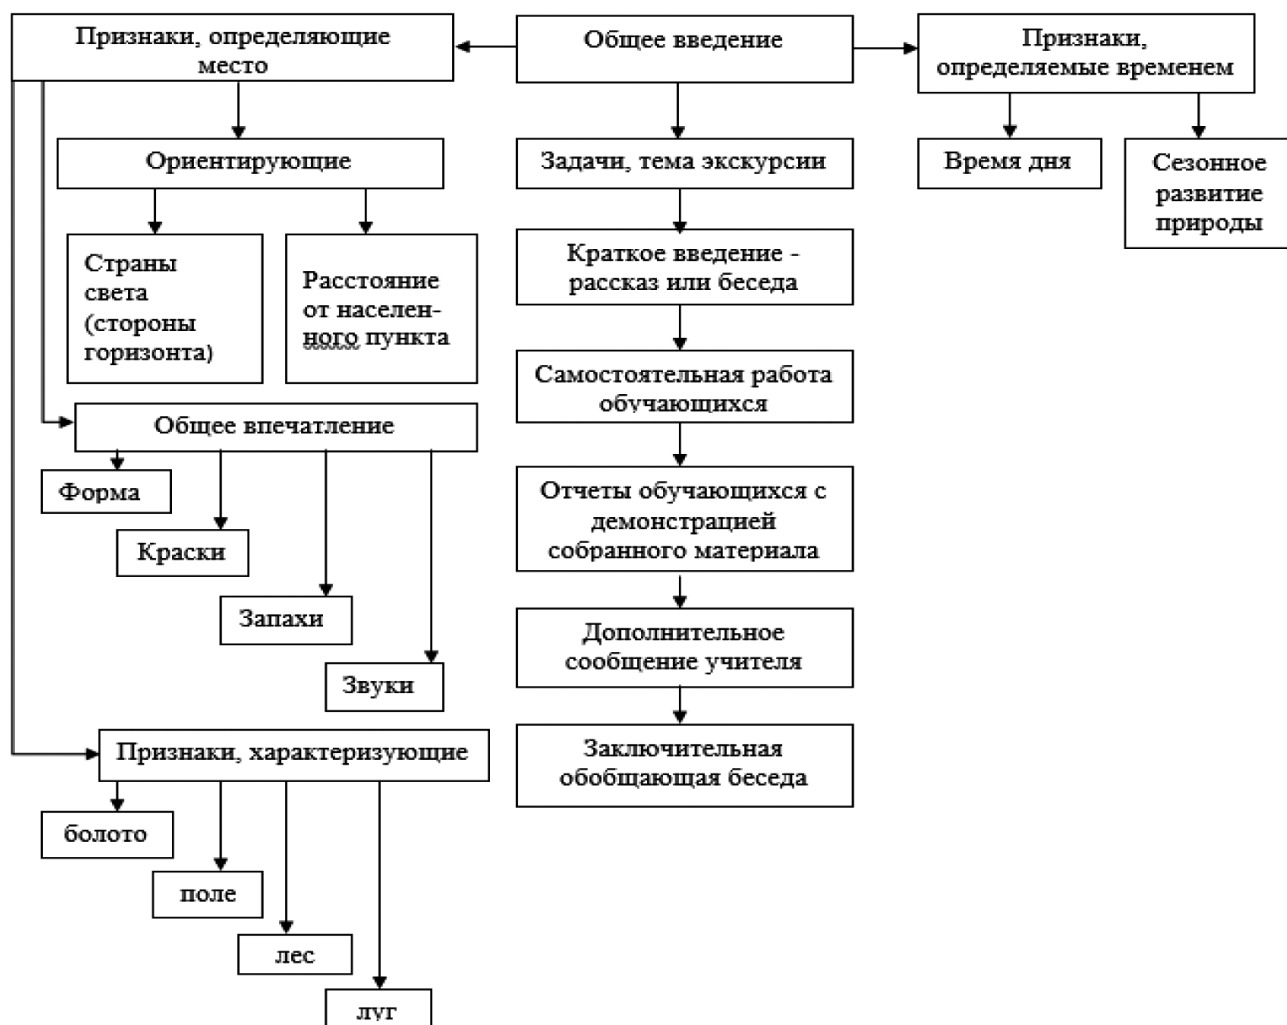 Признаки, определяющие
место
Общее введение
Признаки,
определяемые временем
Ориентирующие
Задачи, тема экскурсии
Время дня
Сезонное
развитие
природы
Страны
света
(стороны
горизонта)
Расстояние
от населен-
ного пункта
Краткое введение -
рассказ или беседа
Самостоятельная работа
обучающихся
Общее впечатление
Форма
Краски
Запахи
Звуки
Отчеты обучающихся с
демонстрацией
собранного материала
Дополнительное
сообщение учителя
Заключительная
обобщающая беседа
Признаки, характеризующие
болото
поле
лес
луг